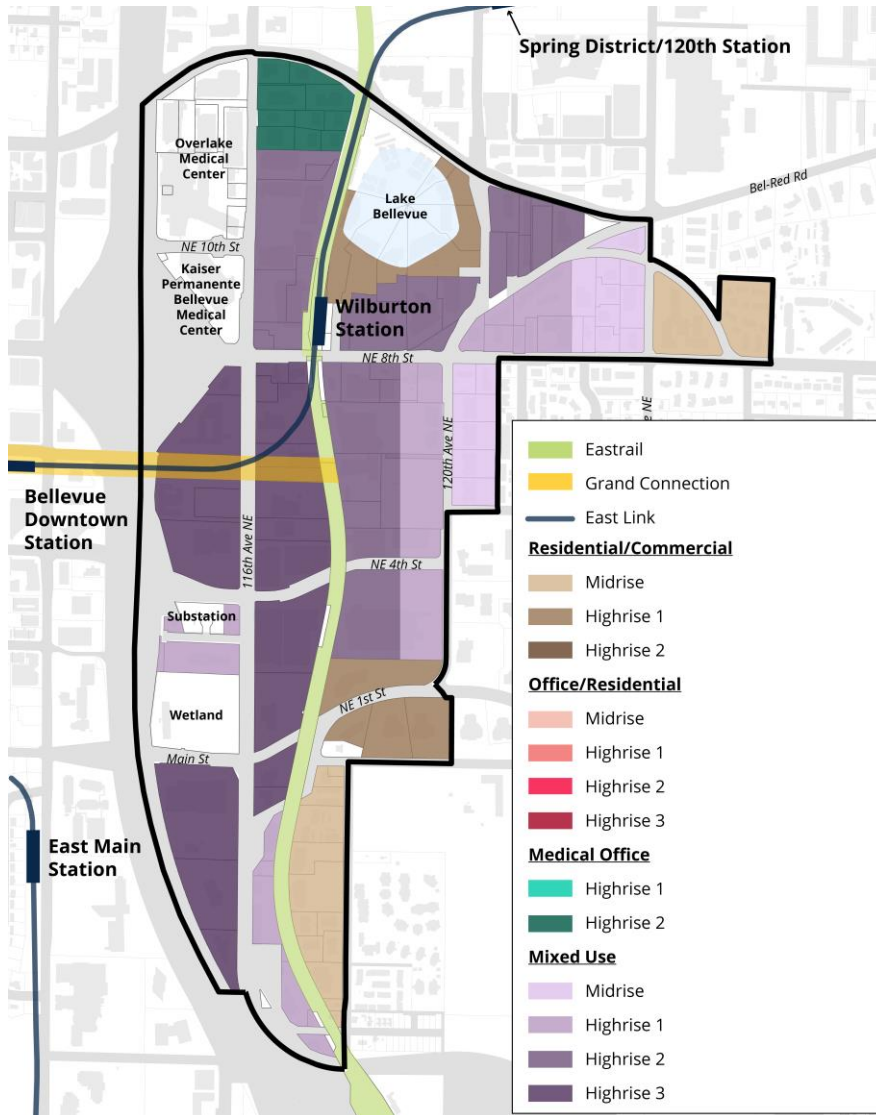 Spring District/120th Station
Overlake
Medical
Center
Lake
Bellevue
Bel-Red Rd
NE 10th St
Kaiser
Permanente
Bellevue
Medical
Center
Wilburton
Station
NE 8th St
120th Ave NE
NE
Bellevue
Downtown
Station
116th Ave NE
NE 4th St
Substation
Wetland
NE 1st St
Main St
East Main
Station
Eastrail
Grand Connection
East Link
Residential/Commercial
Midrise
Highrise 1
Highrise 2
Office/Residential
Midrise
Highrise 1
Highrise 2
Highrise 3
Medical Office
Highrise 1
Highrise 2
Mixed Use
Midrise
Highrise 1
Highrise 2
Highrise 3